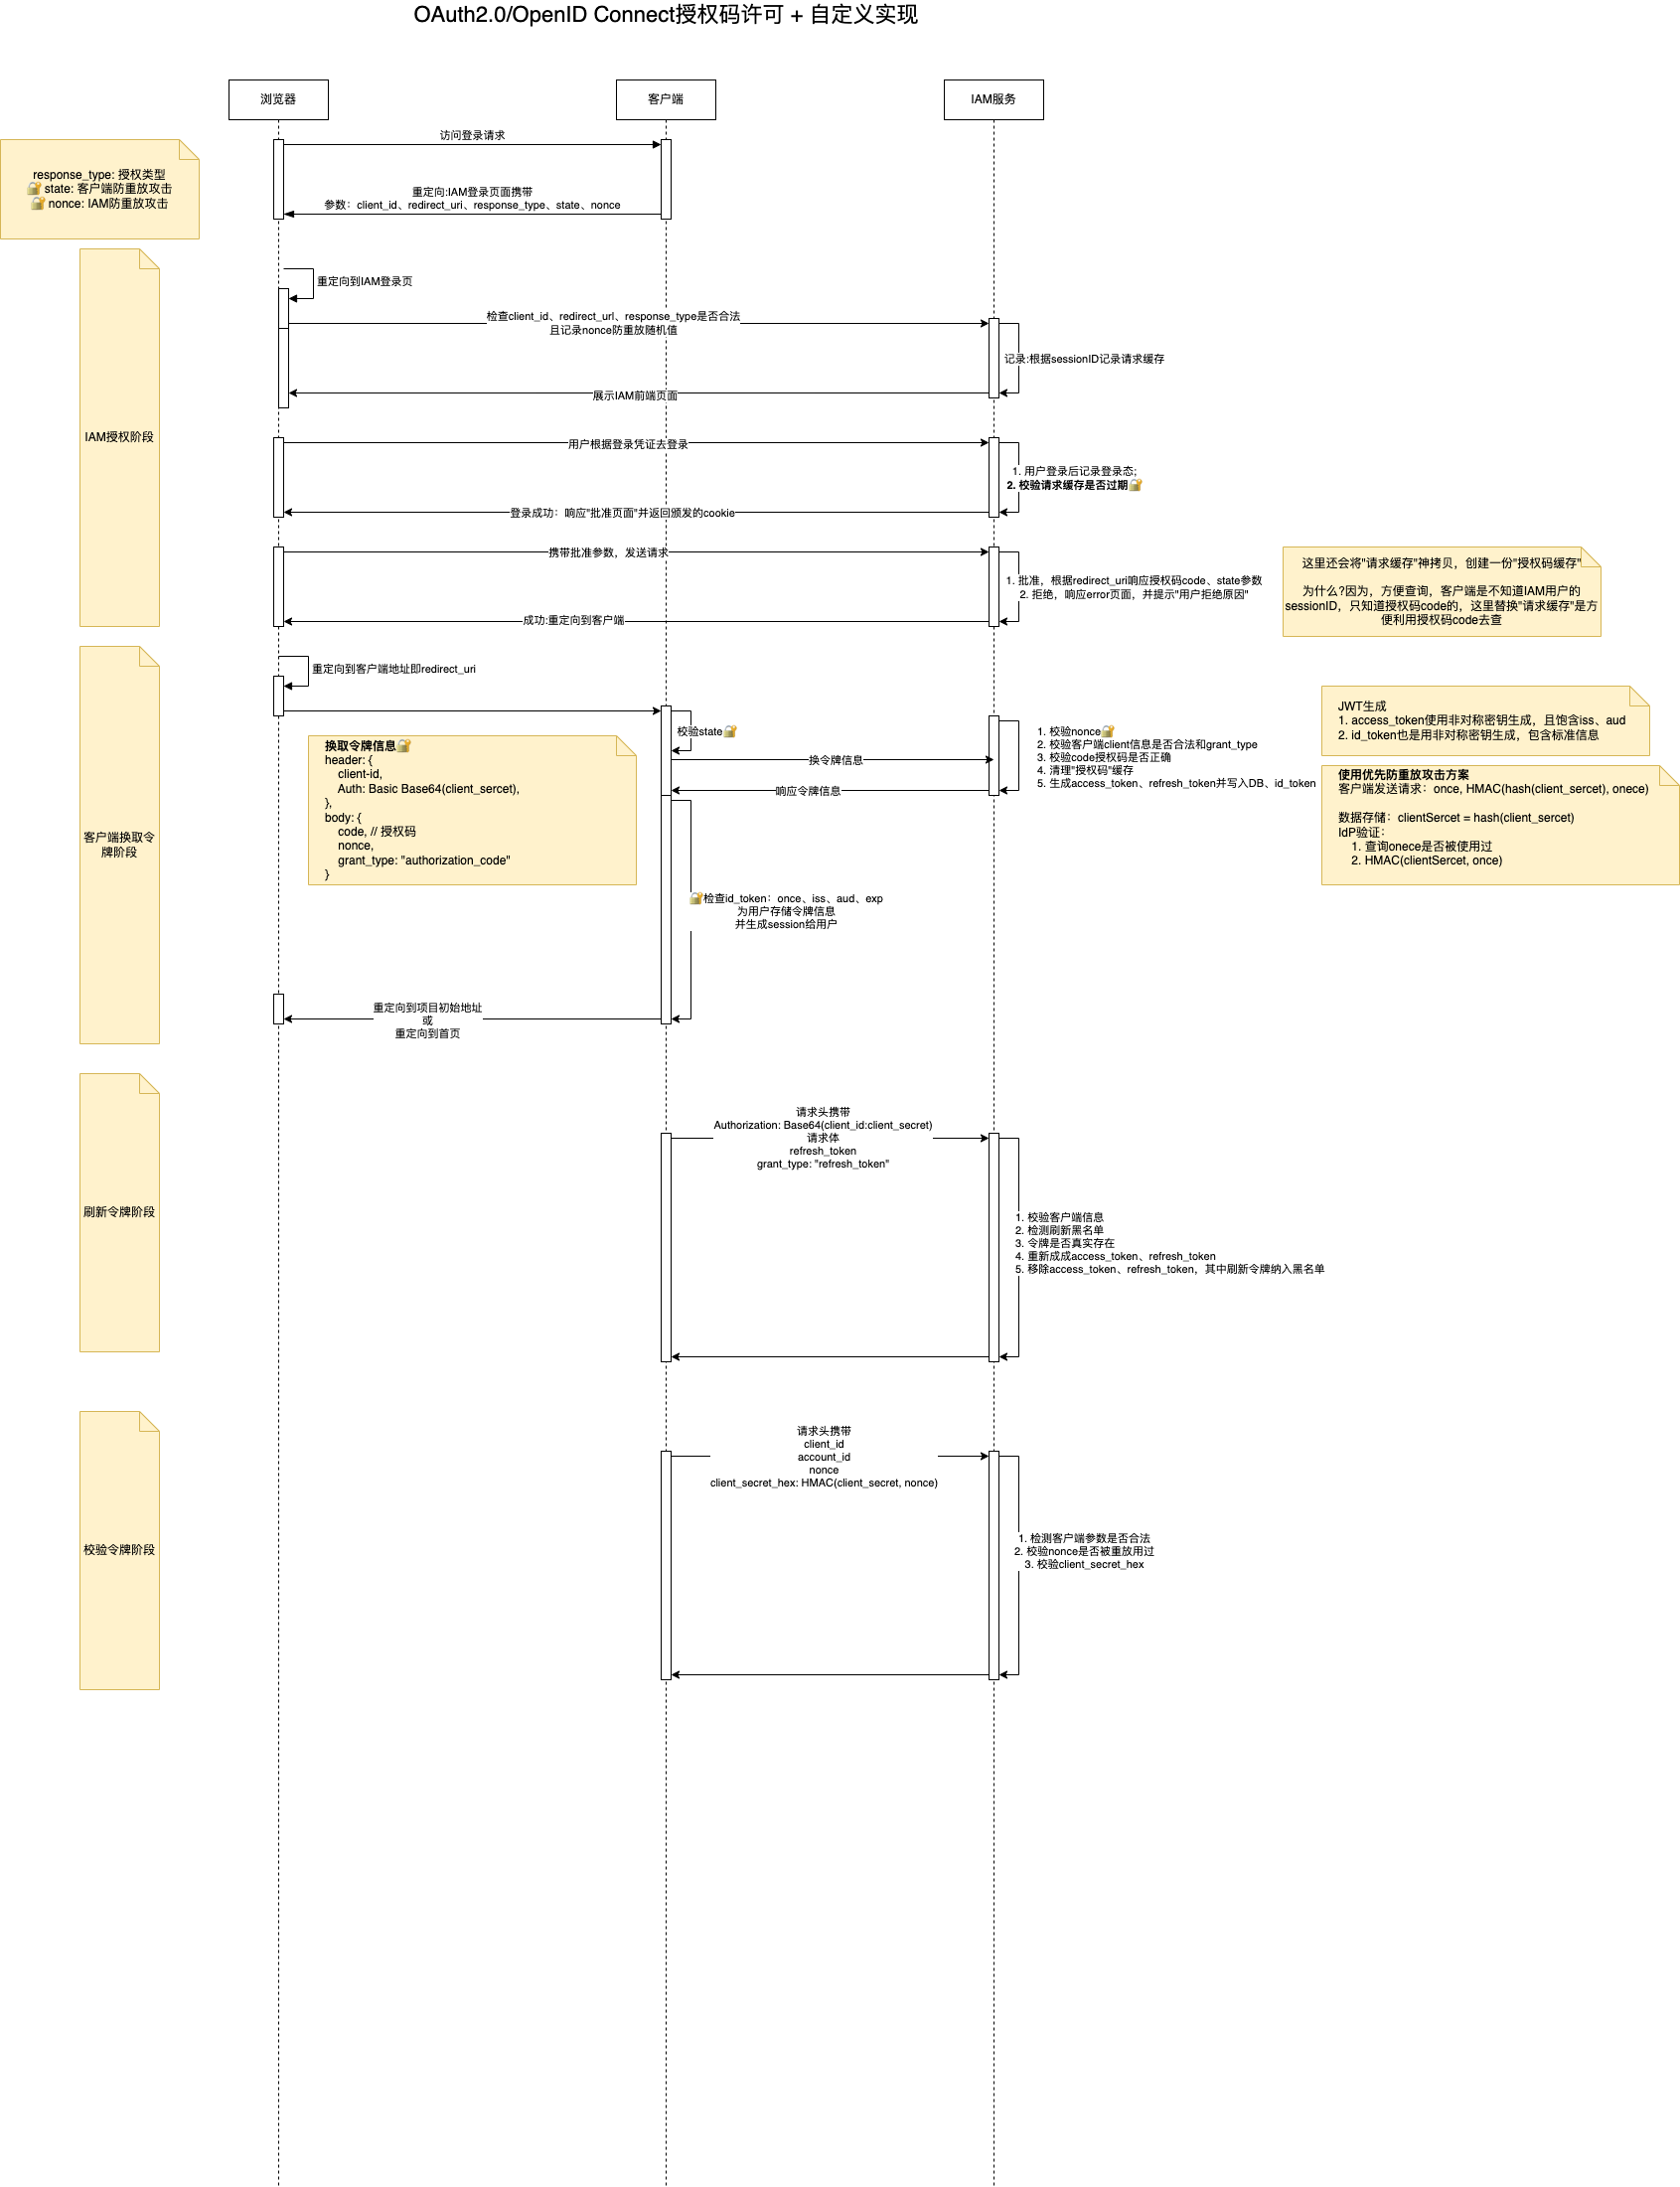 OAuth2.0/OpenID Connect授权码许可 + 自定义实现
浏览器
客户端
IAM服务
访问登录请求
response_type: 授权类型
🔐 state: 客户端防重放攻击
🔐 nonce: IAM防重放攻击
重定向:IAM登录页面携带
参数：client_id、redirect_uri、response_type、state、nonce
IAM授权阶段
重定向到IAM登录页
检查client_id、redirect_url、response_type是否合法
且记录nonce防重放随机值
记录:根据sessionID记录请求缓存
展示IAM前端页面
用户根据登录凭证去登录
1. 用户登录后记录登录态;
2. 校验请求缓存是否过期🔐
登录成功：响应"批准页面"并返回颁发的cookie
携带批准参数，发送请求
1. 批准，根据redirect_uri响应授权码code、state参数
2. 拒绝，响应error页面，并提示"用户拒绝原因"
成功:重定向到客户端
这里还会将"请求缓存"神拷贝，创建一份"授权码缓存"
为什么?因为，方便查询，客户端是不知道IAM用户的
sessionID，只知道授权码code的，这里替换"请求缓存"是方
便利用授权码code去查
客户端换取令
牌阶段
重定向到客户端地址即redirect_uri
校验state🔐
换取令牌信息🔐
header: {
client-id,
Auth: Basic Base64(client_sercet),
},
body: {
code, // 授权码
nonce,
grant_type: "authorization_code"
}
换令牌信息
响应令牌信息
1. 校验nonce🔐
2. 校验客户端client信息是否合法和grant_type
3. 校验code授权码是否正确
4. 清理"授权码"缓存
5. 生成access_token、refresh_token并写入DB、id_token
JWT生成
1. access_token使用非对称密钥生成，且饱含iss、aud
2. id_token也是用非对称密钥生成，包含标准信息
使用优先防重放攻击方案
客户端发送请求：once, HMAC(hash(client_sercet), onece)
数据存储：clientSercet = hash(client_sercet)
IdP验证：
1. 查询onece是否被使用过
2. HMAC(clientSercet, once)
🔐检查id_token：once、iss、aud、exp
为用户存储令牌信息
并生成session给用户
重定向到项目初始地址
或
重定向到首页
刷新令牌阶段
请求头携带
Authorization: Base64(client_id:client_secret)
请求体
refresh_token
grant_type: "refresh_token"
1. 校验客户端信息
2. 检测刷新黑名单
3. 令牌是否真实存在
4. 重新成成access_token、refresh_token
5. 移除access_token、refresh_token，其中刷新令牌纳入黑名单
校验令牌阶段
请求头携带
client_id
account_id
nonce
client_secret_hex: HMAC(client_secret, nonce)
1. 检测客户端参数是否合法
2. 校验nonce是否被重放用过
3. 校验client_secret_hex